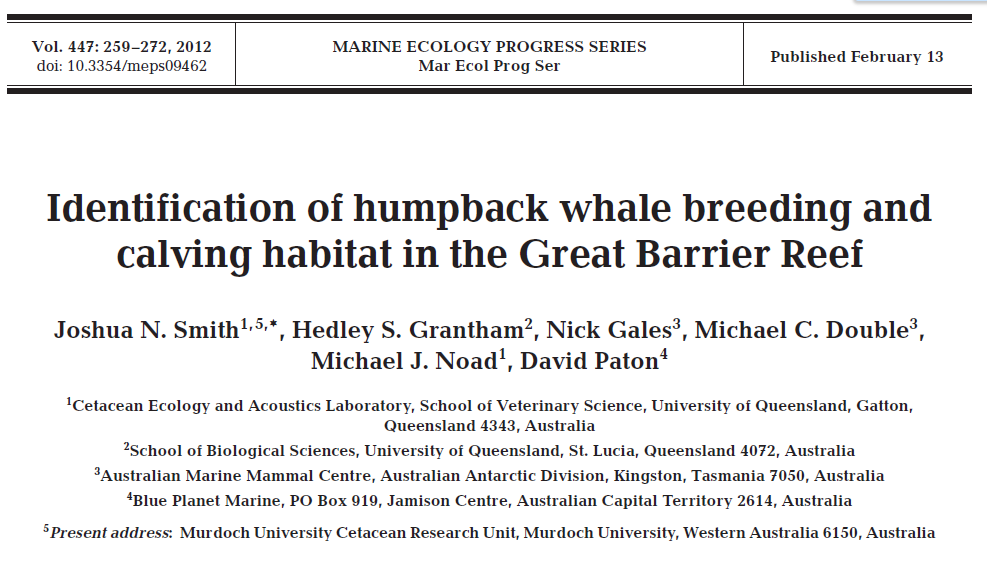 Vol. 447: 259–272, 2012
doi: 10.3354/meps09462
MARINE ECOLOGY PROGRESS SERIES
Mar Ecol Prog Ser
Published February 13
Identification of humpback whale breeding and
calving habitat in the Great Barrier Reef
Joshua N. Smith1,5,*, Hedley S. Grantham2, Nick Gales3, Michael C. Double3,
Michael J. Noad1, David Paton4
1Cetacean Ecology and Acoustics Laboratory, School of Veterinary Science, University of Queensland, Gatton,
Queensland 4343, Australia
2School of Biological Sciences, University of Queensland, St. Lucia, Queensland 4072, Australia
3Australian Marine Mammal Centre, Australian Antarctic Division, Kingston, Tasmania 7050, Australia
4Blue Planet Marine, PO Box 919, Jamison Centre, Australian Capital Territory 2614, Australia
5Present address: Murdoch University Cetacean Research Unit, Murdoch University, Western Australia 6150, Australia